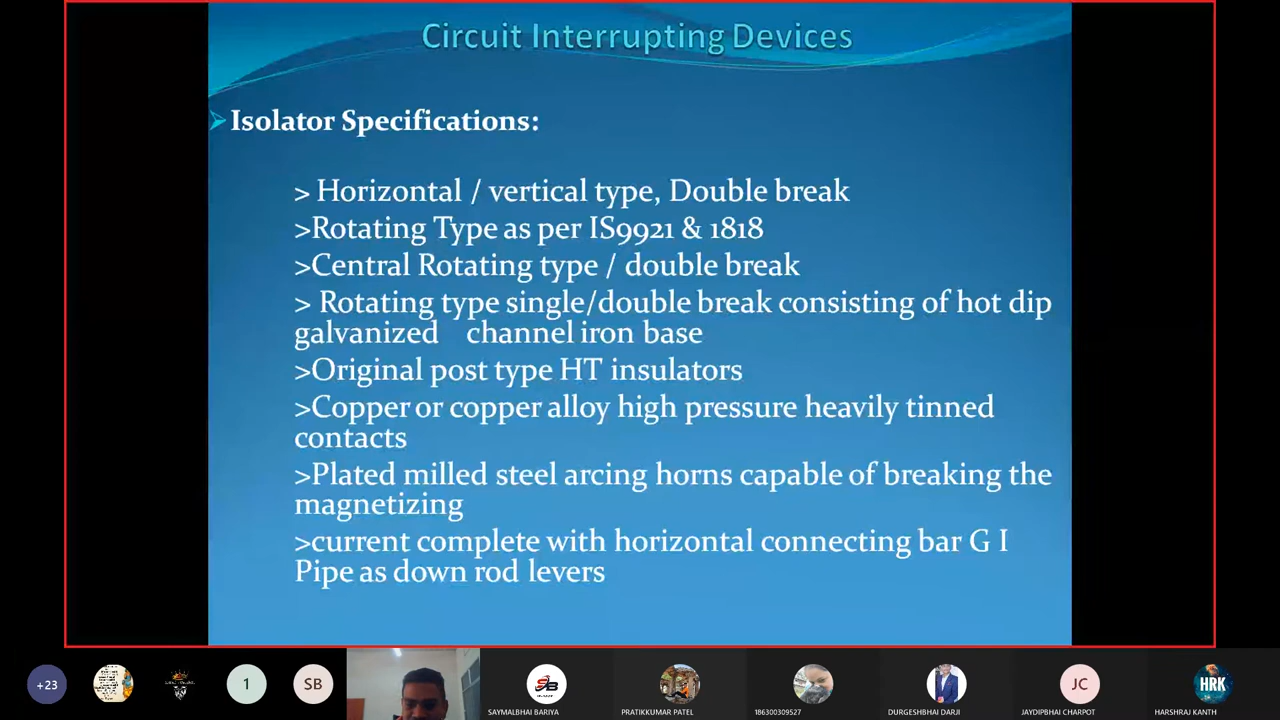 Circuit Interrupting Devices
Isolator Specifications:
> Horizontal / vertical type, Double break
>Rotating Type as per IS9921 & 1818
>Central Rotating type / double break
> Rotating type single/double break consisting of hot dip
galvanized channel iron base
>Original post type HT insulators
>Copper or copper alloy high pressure heavily tinned
contacts
>Plated milled steel arcing horns capable of breaking the
magnetizing
>current complete with horizontal connecting bar G I
Pipe as down rod levers
+23
1
SB
SB
JC
HRK
SAYMALBHAI BARIYA
PRATIKKUMAR PATEL
186300309527
DURGESHBHAI DARJI
JAYDIPBHAI CHARPOT
HARSHRAJ KANTH